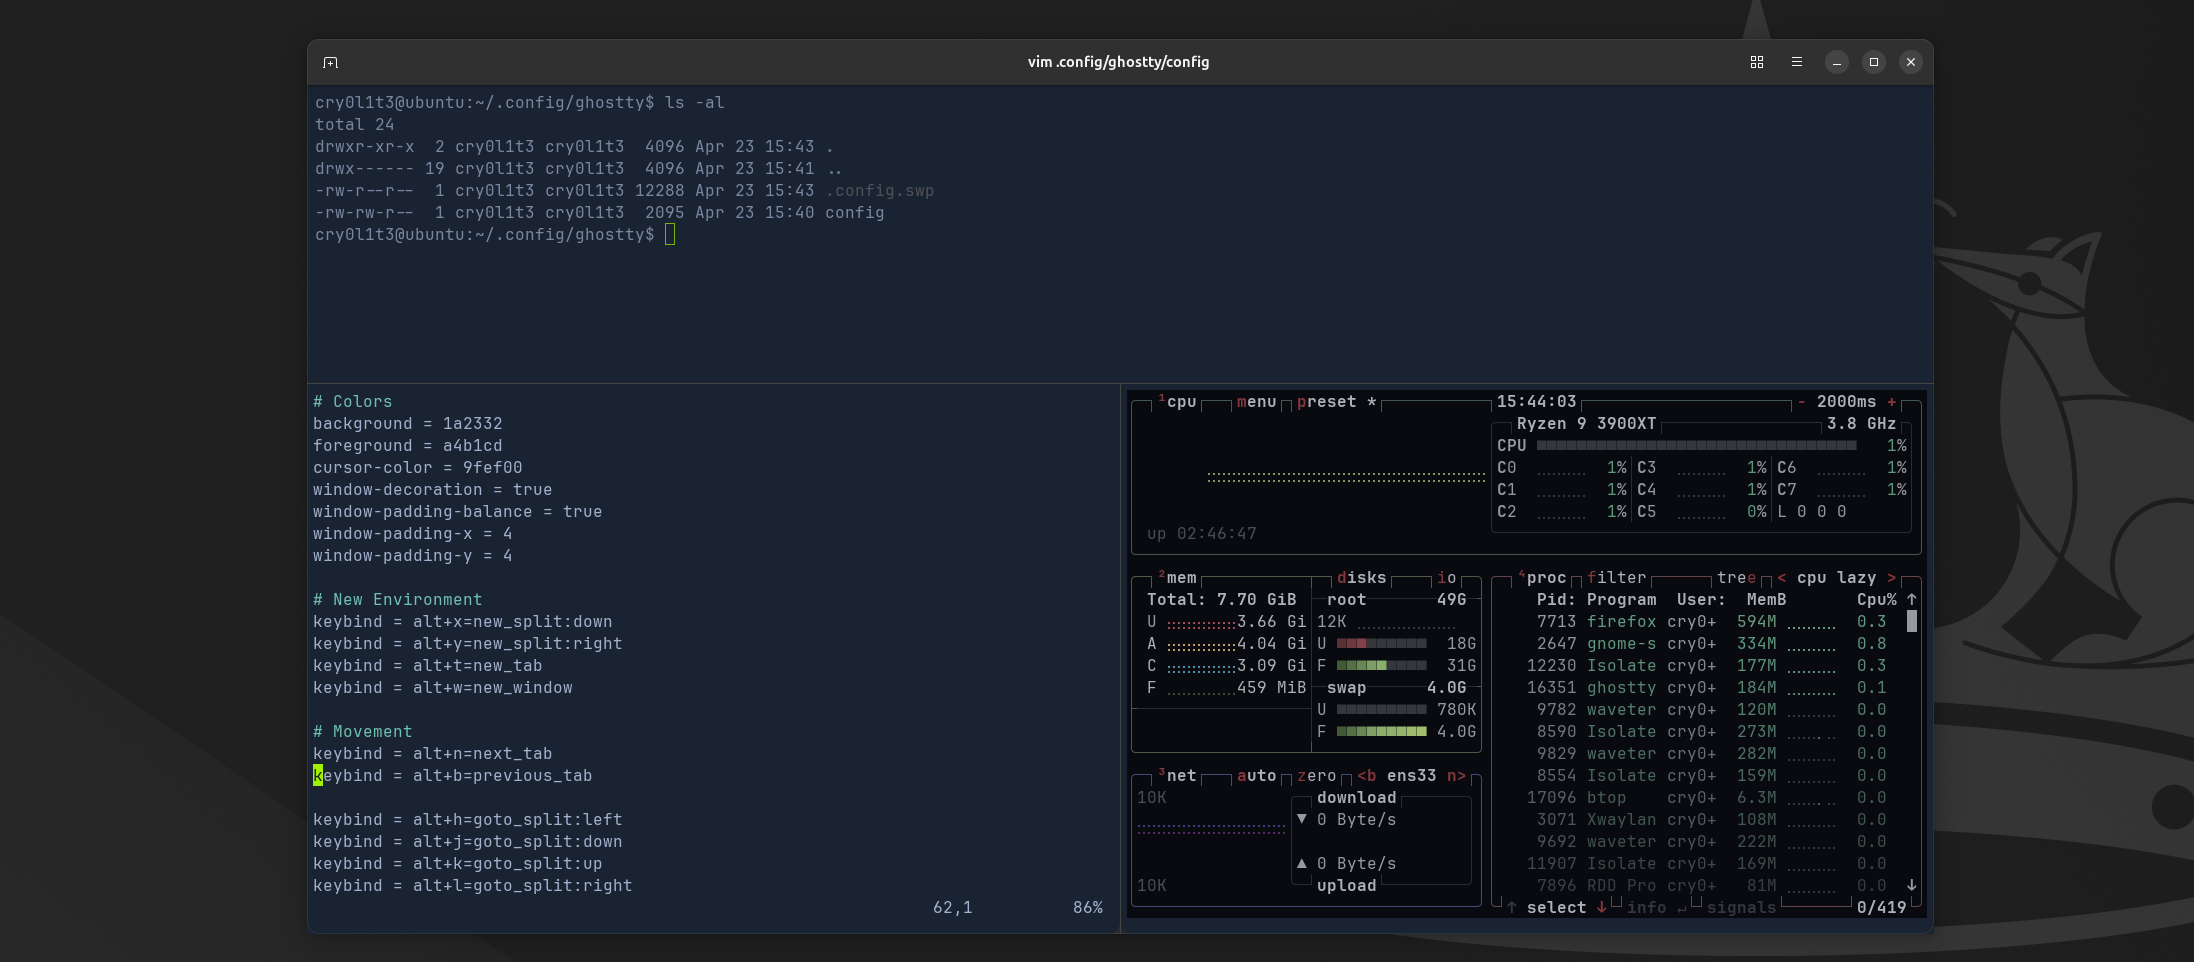 vim .config/ghostty/config
cry0l1t3@ubuntu:~/.config/ghostty$ ls -al
total 24
drwxr-xr-x  2 cry0l1t3 cry0l1t3  4096 Apr 23 15:43 .
drwx------ 19 cry0l1t3 cry0l1t3  4096 Apr 23 15:41 ..
-rw-r--r--  1 cry0l1t3 cry0l1t3 12288 Apr 23 15:43 .config.swp
-rw-rw-r--  1 cry0l1t3 cry0l1t3  2095 Apr 23 15:40 config
cry0l1t3@ubuntu:~/.config/ghostty$
# Colors
background = 1a2332
foreground = a4b1cd
cursor-color = 9fef00
window-decoration = true
window-padding-balance = true
window-padding-x = 4
window-padding-y = 4
# New Environment
keybind = alt+x=new_split:down
keybind = alt+y=new_split:right
keybind = alt+t=new_tab
keybind = alt+w=new_window
# Movement
keybind = alt+n=next_tab
keybind = alt+b=previous_tab
keybind = alt+h=goto_split:left
keybind = alt+j=goto_split:down
keybind = alt+k=goto_split:up
keybind = alt+l=goto_split:right
62,1 86%
¹cpu menu preset * 15:44:03 - 2000ms +
Ryzen 9 3900XT 3.8 GHz
CPU 1%
C0 1% C3 1% C6 1%
C1 1% C4 1% C7 1%
C2 1% C5 0% L 0 0 0
up 02:46:47
²mem disks io
Total: 7.70 GiB root 49G
U 3.66 Gi 12K
A 4.04 Gi U 18G
C 3.09 Gi F 31G
F 459 MiB swap 4.0G
U 780K
F 4.0G
³net auto zero <b ens33 n>
10K download
▼ 0 Byte/s
▲ 0 Byte/s
10K upload
⁴proc filter tree < cpu lazy >
Pid: Program User: MemB Cpu% ↑
7713 firefox cry0+ 594M 0.3
2647 gnome-s cry0+ 334M 0.8
12230 Isolate cry0+ 177M 0.3
16351 ghostty cry0+ 184M 0.1
9782 waveter cry0+ 120M 0.0
8590 Isolate cry0+ 273M 0.0
9829 waveter cry0+ 282M 0.0
8554 Isolate cry0+ 159M 0.0
17096 btop cry0+ 6.3M 0.0
3071 Xwaylan cry0+ 108M 0.0
9692 waveter cry0+ 222M 0.0
11907 Isolate cry0+ 169M 0.0
7896 RDD Pro cry0+ 81M 0.0 ↓
↑ select ↓ info ↵ signals 0/419